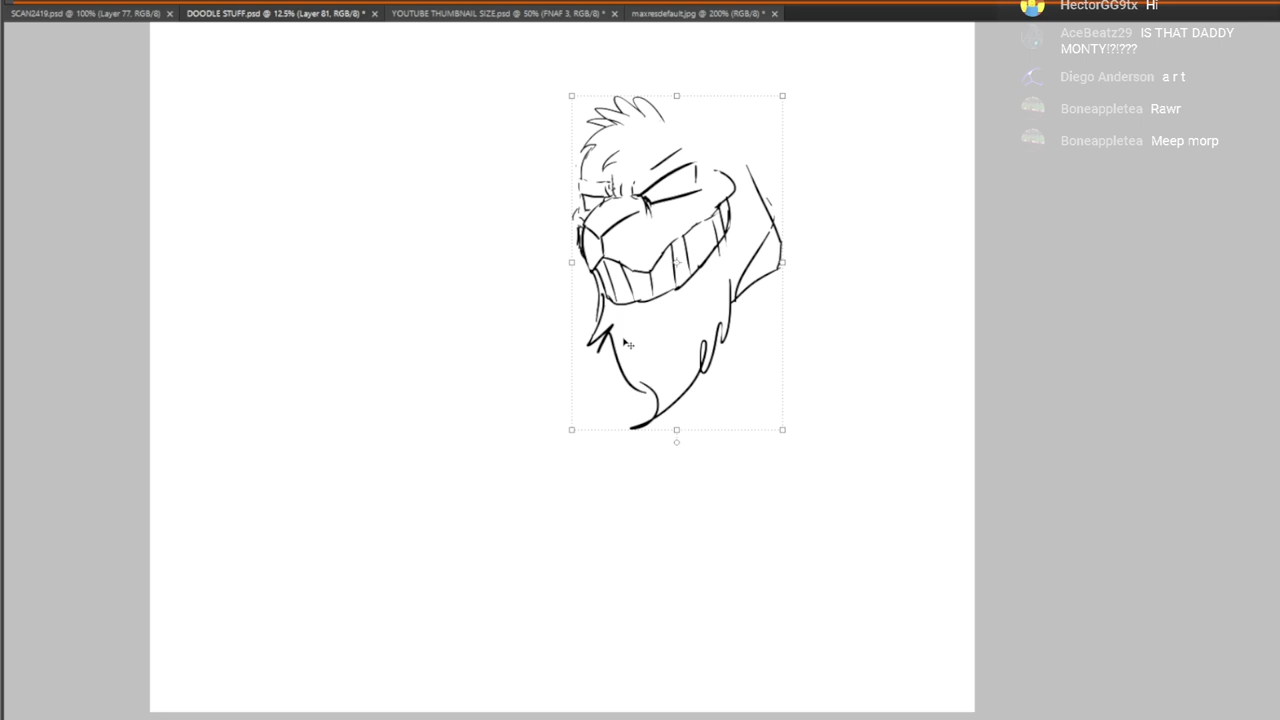 SCAN2419.psd @ 100% (Layer 77, RGB/8) × DOODLE STUFF.psd @ 12.5% (Layer 81, RGB/8) * × YOUTUBE THUMBNAIL SIZE.psd @ 50% (FNAF 3, RGB/8) * × maxresdefault.jpg @ 200% (RGB/8) * ×
HectorGG9tx Hi
AceBeatz29 IS THAT DADDY
MONTY!?!???
Diego Anderson a r t
Boneappletea Rawr
Boneappletea Meep morp